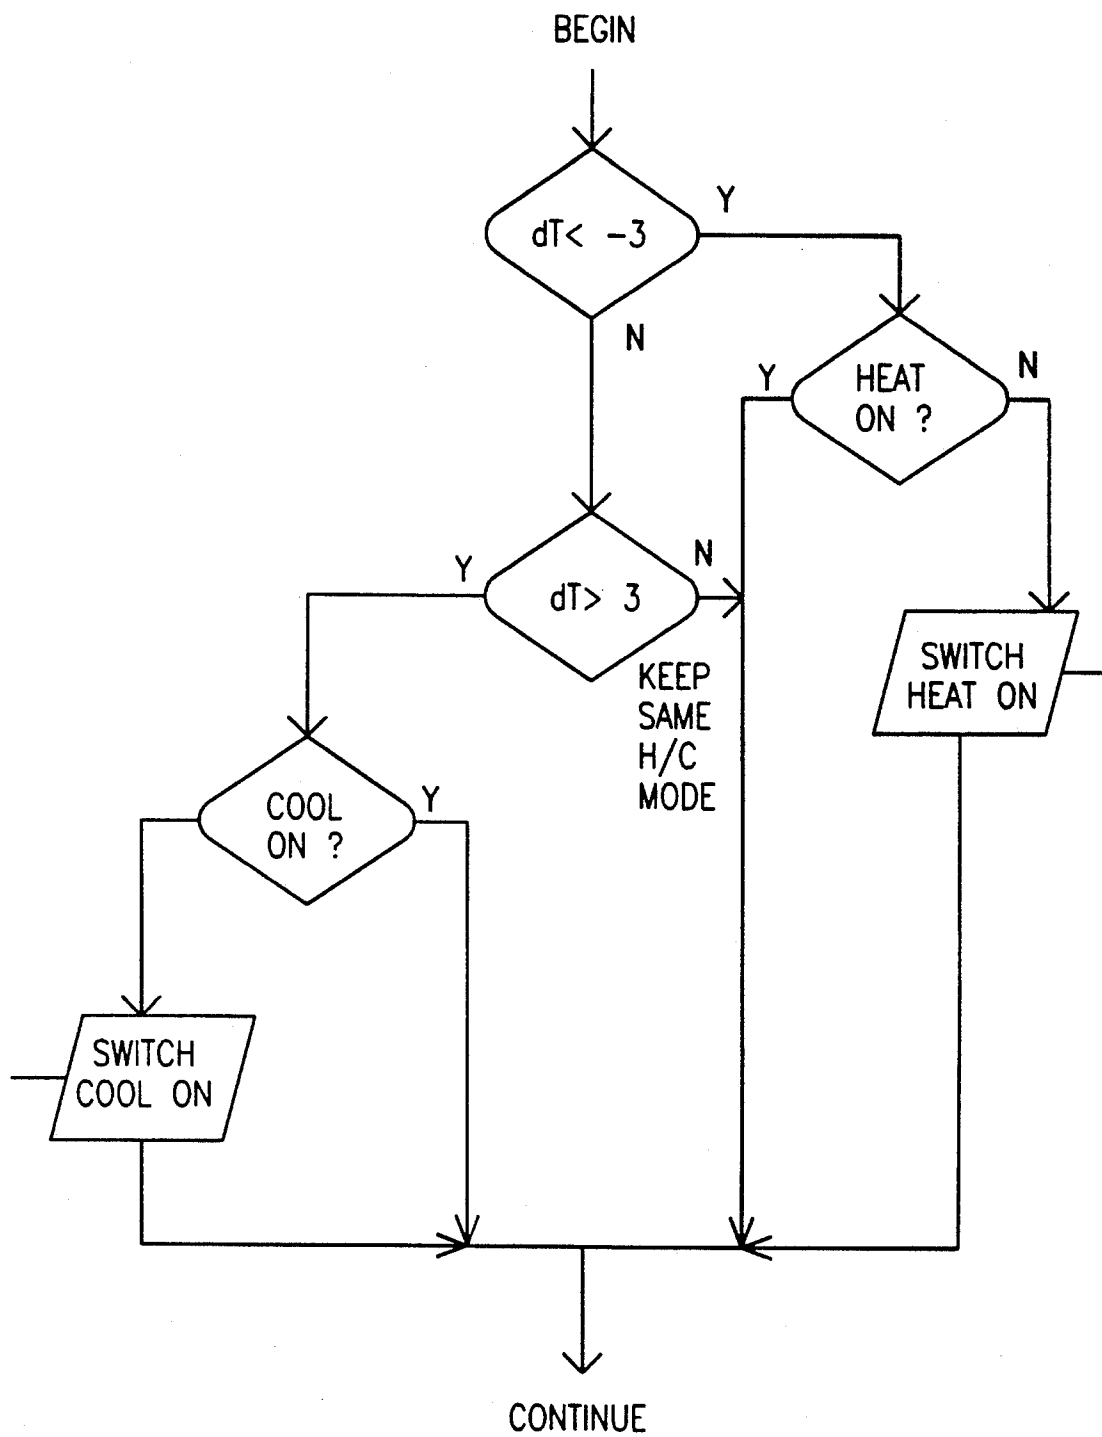 BEGIN
dT< -3
Y
N
HEAT
ON ?
Y
N
dT> 3
Y
N
KEEP
SAME
H/C
MODE
SWITCH
HEAT ON
COOL
ON ?
Y
SWITCH
COOL ON
CONTINUE